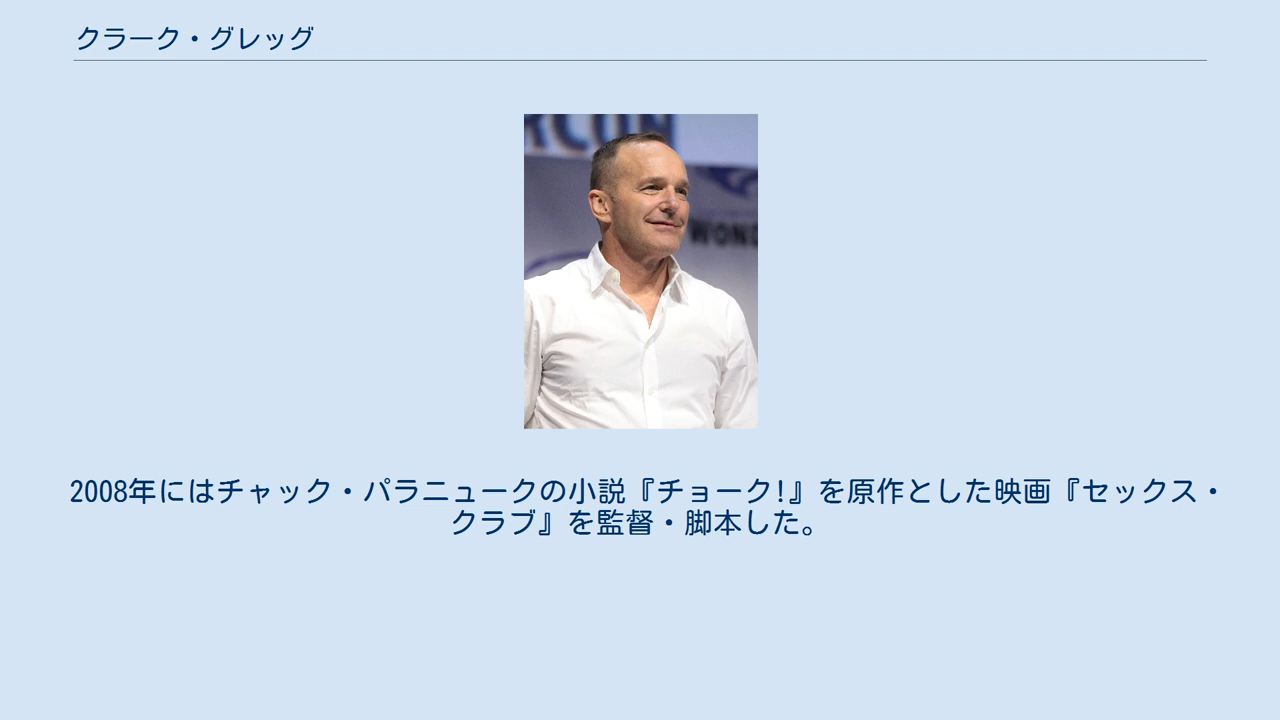 クラーク・グレッグ
RCON
WOND
2008年にはチャック・パラニュークの小説『チョーク!』を原作とした映画『セックス・
クラブ』を監督・脚本した。